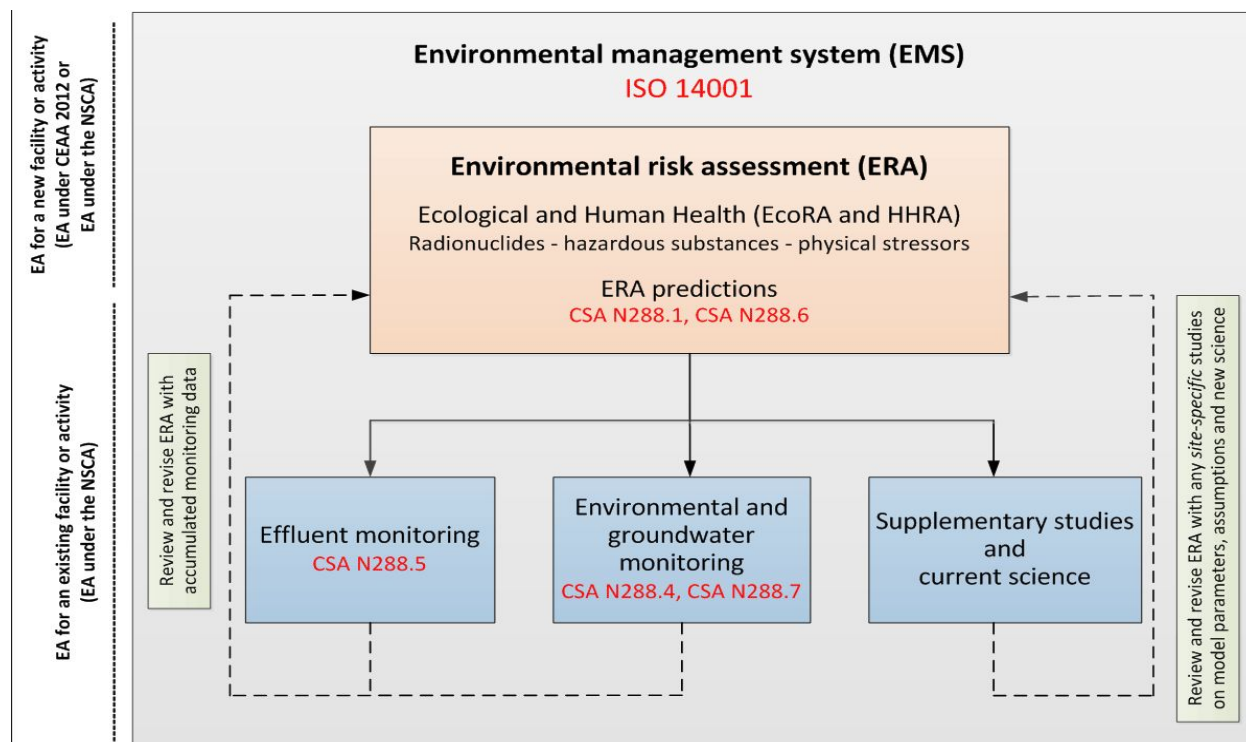 Environmental management system (EMS)
ISO 14001
EA for a new facility or activity
(EA under CEAA 2012 or
EA under the NSCA)
Environmental risk assessment (ERA)
Ecological and Human Health (EcoRA and HHRA)
Radionuclides - hazardous substances - physical stressors
ERA predictions
CSA N288.1, CSA N288.6
EA for an existing facility or activity
(EA under the NSCA)
Review and revise ERA with
accumulated monitoring data
Effluent monitoring
CSA N288.5
Environmental and
groundwater
monitoring
CSA N288.4, CSA N288.7
Supplementary studies
and
current science
Review and revise ERA with any site-specific studies
on model parameters, assumptions and new science